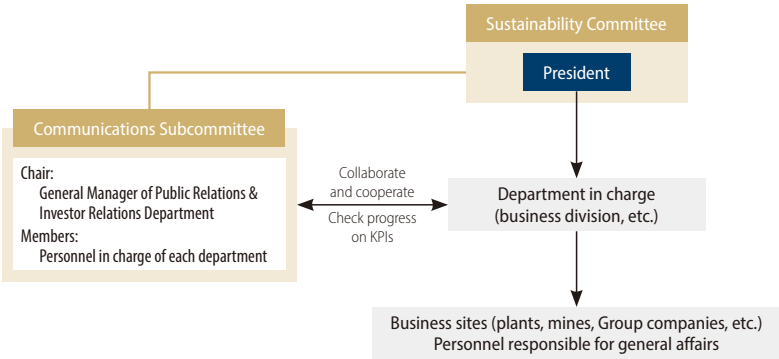 Sustainability Committee
President
Communications Subcommittee
Chair:
General Manager of Public Relations &
Investor Relations Department
Members:
Personnel in charge of each department
Collaborate
and cooperate
Check progress
on KPIs
Department in charge
(business division, etc.)
Business sites (plants, mines, Group companies, etc.)
Personnel responsible for general affairs